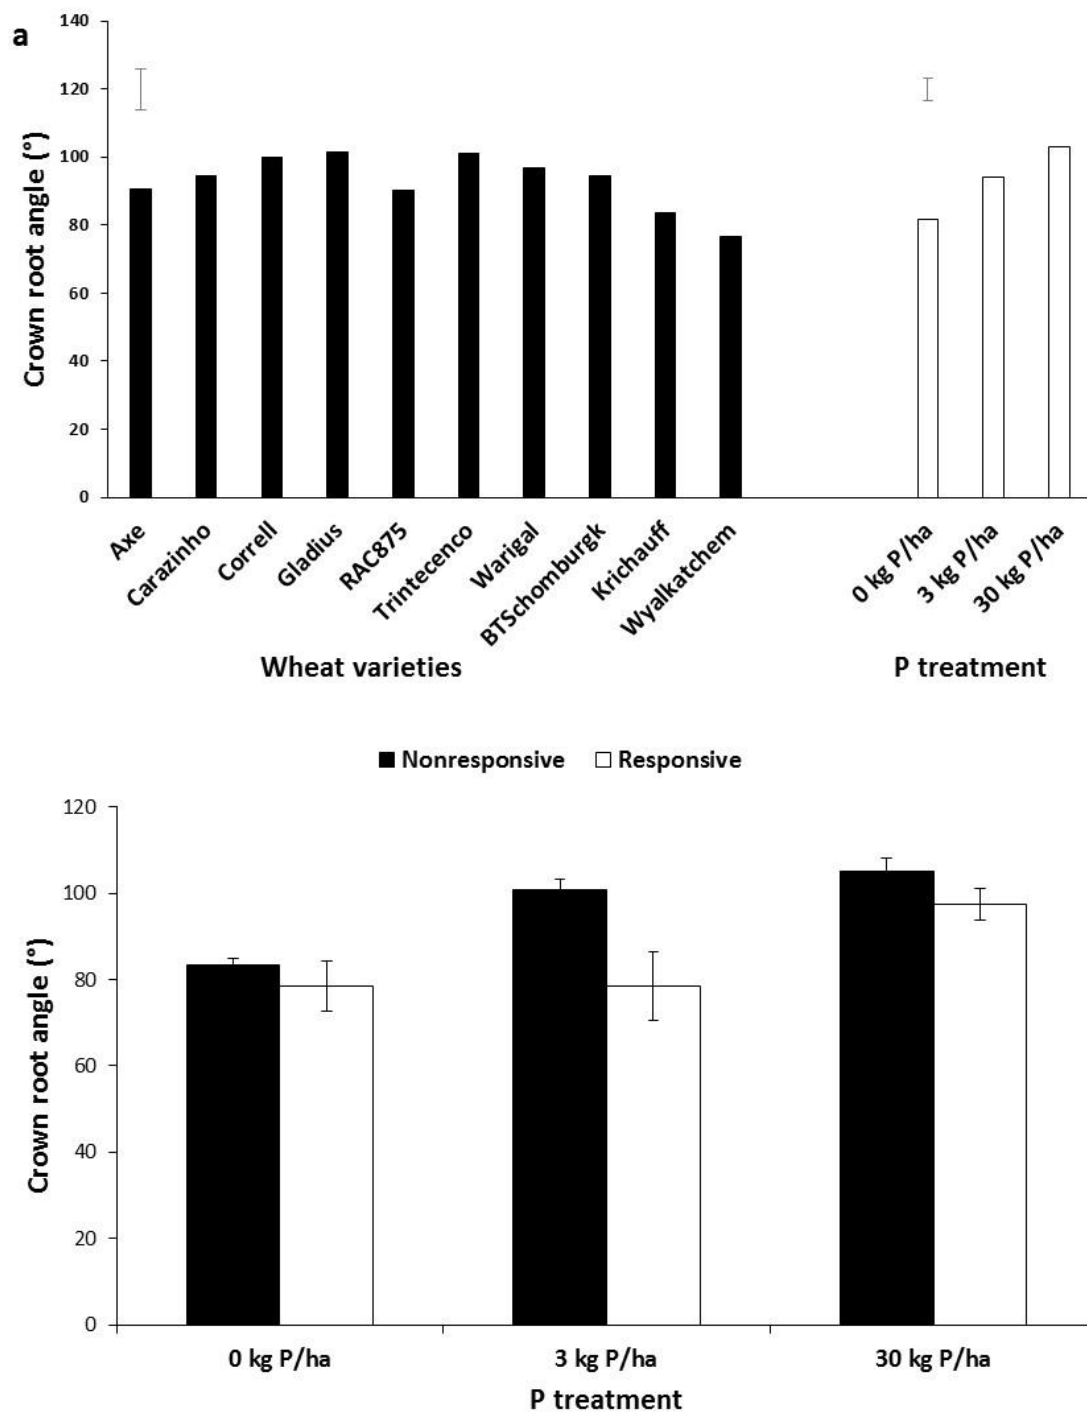 a
Crown root angle (°)
140
120
100
80
60
40
20
0
Axe
Carazinho
Correll
Gladius
RAC875
Trintecenco
Warigal
BTSchomburgk
Krichauff
Wyalkatchem
0 kg P/ha
3 kg P/ha
30 kg P/ha
Wheat varieties
P treatment
Nonresponsive
Responsive
Crown root angle (°)
120
100
80
60
40
20
0
0 kg P/ha
3 kg P/ha
30 kg P/ha
P treatment